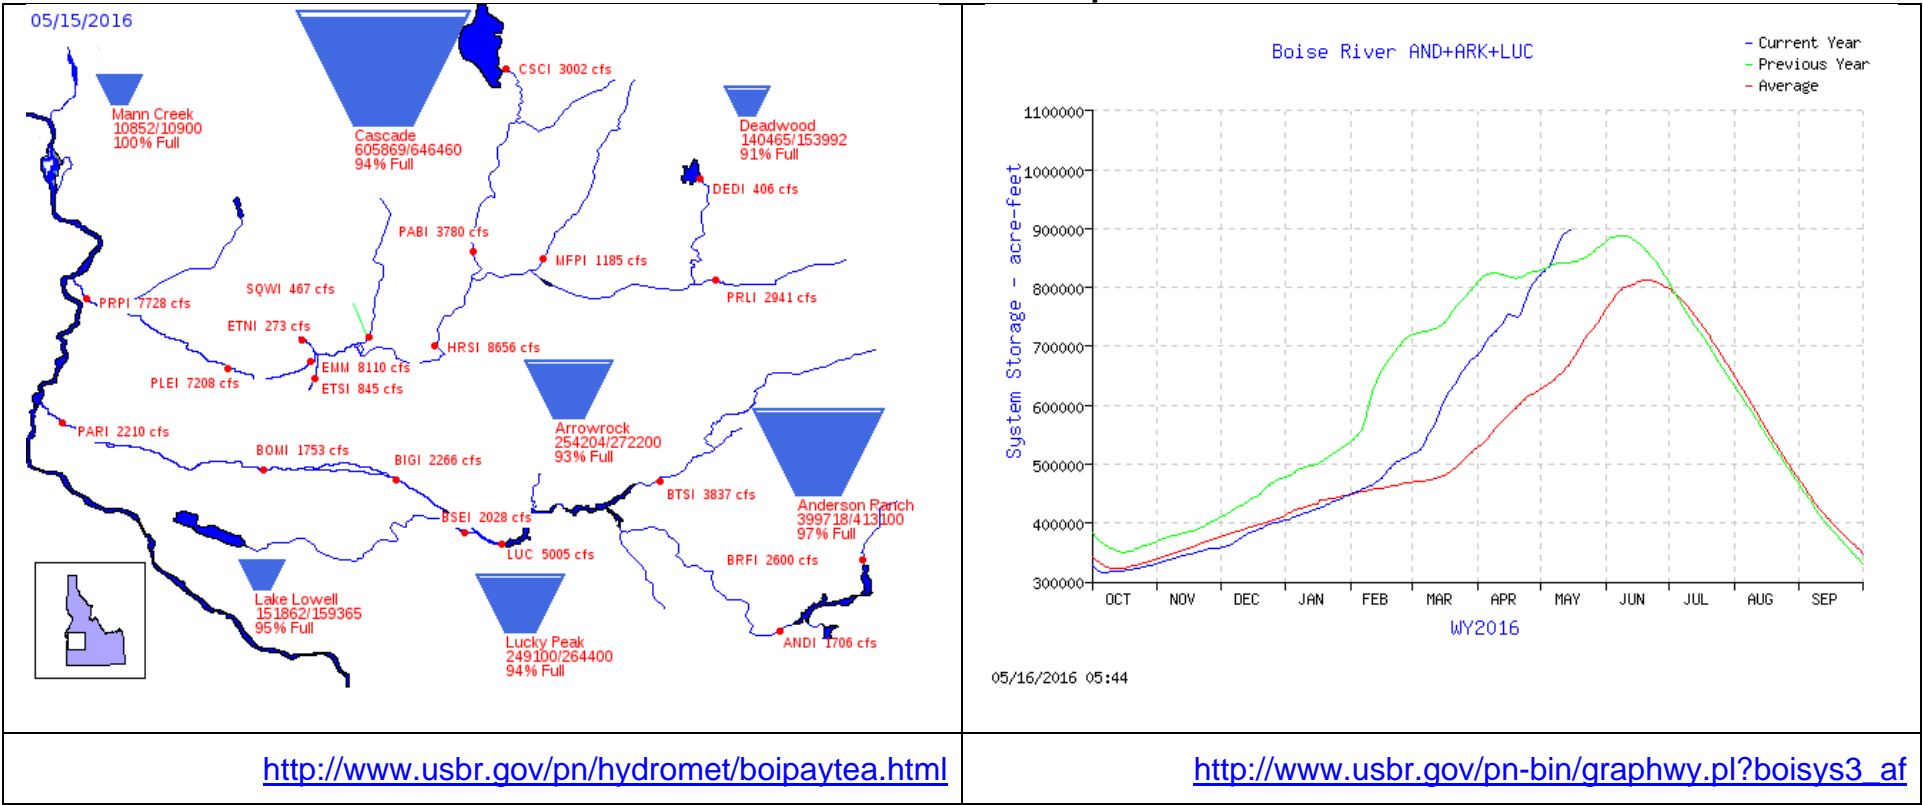 05/15/2016
Mann Creek
10852/10900
100% Full
Cascade
605869/646460
94% Full
CSCI 3002 cfs
Deadwood
140465/153992
91% Full
DEDI 406 cfs
PABI 3780 cfs
MFPI 1185 cfs
PRLI 2941 cfs
SQWI 467 cfs
PRPI 7728 cfs
ETNI 273 cfs
HRSI 8656 cfs
EMM 8110 cfs
PLEI 7208 cfs
ETSI 845 cfs
Arrowrock
254204/272200
93% Full
PARI 2210 cfs
BOMI 1753 cfs
BIGI 2266 cfs
BTSI 3837 cfs
Anderson Ranch
399718/413100
97% Full
BSEI 2028 cfs
LUC 5005 cfs
BRFI 2600 cfs
Lake Lowell
151862/159365
95% Full
Lucky Peak
249100/264400
94% Full
ANDI 1706 cfs
http://www.usbr.gov/pn/hydromet/boipaytea.html
Boise River AND+ARK+LUC
Current Year
Previous Year
Average
System Storage - acre-feet
1100000
1000000
900000
800000
700000
600000
500000
400000
300000
OCT NOV DEC JAN FEB MAR APR MAY JUN JUL AUG SEP
WY2016
05/16/2016 05:44
http://www.usbr.gov/pn-bin/graphwy.pl?boisys3_af